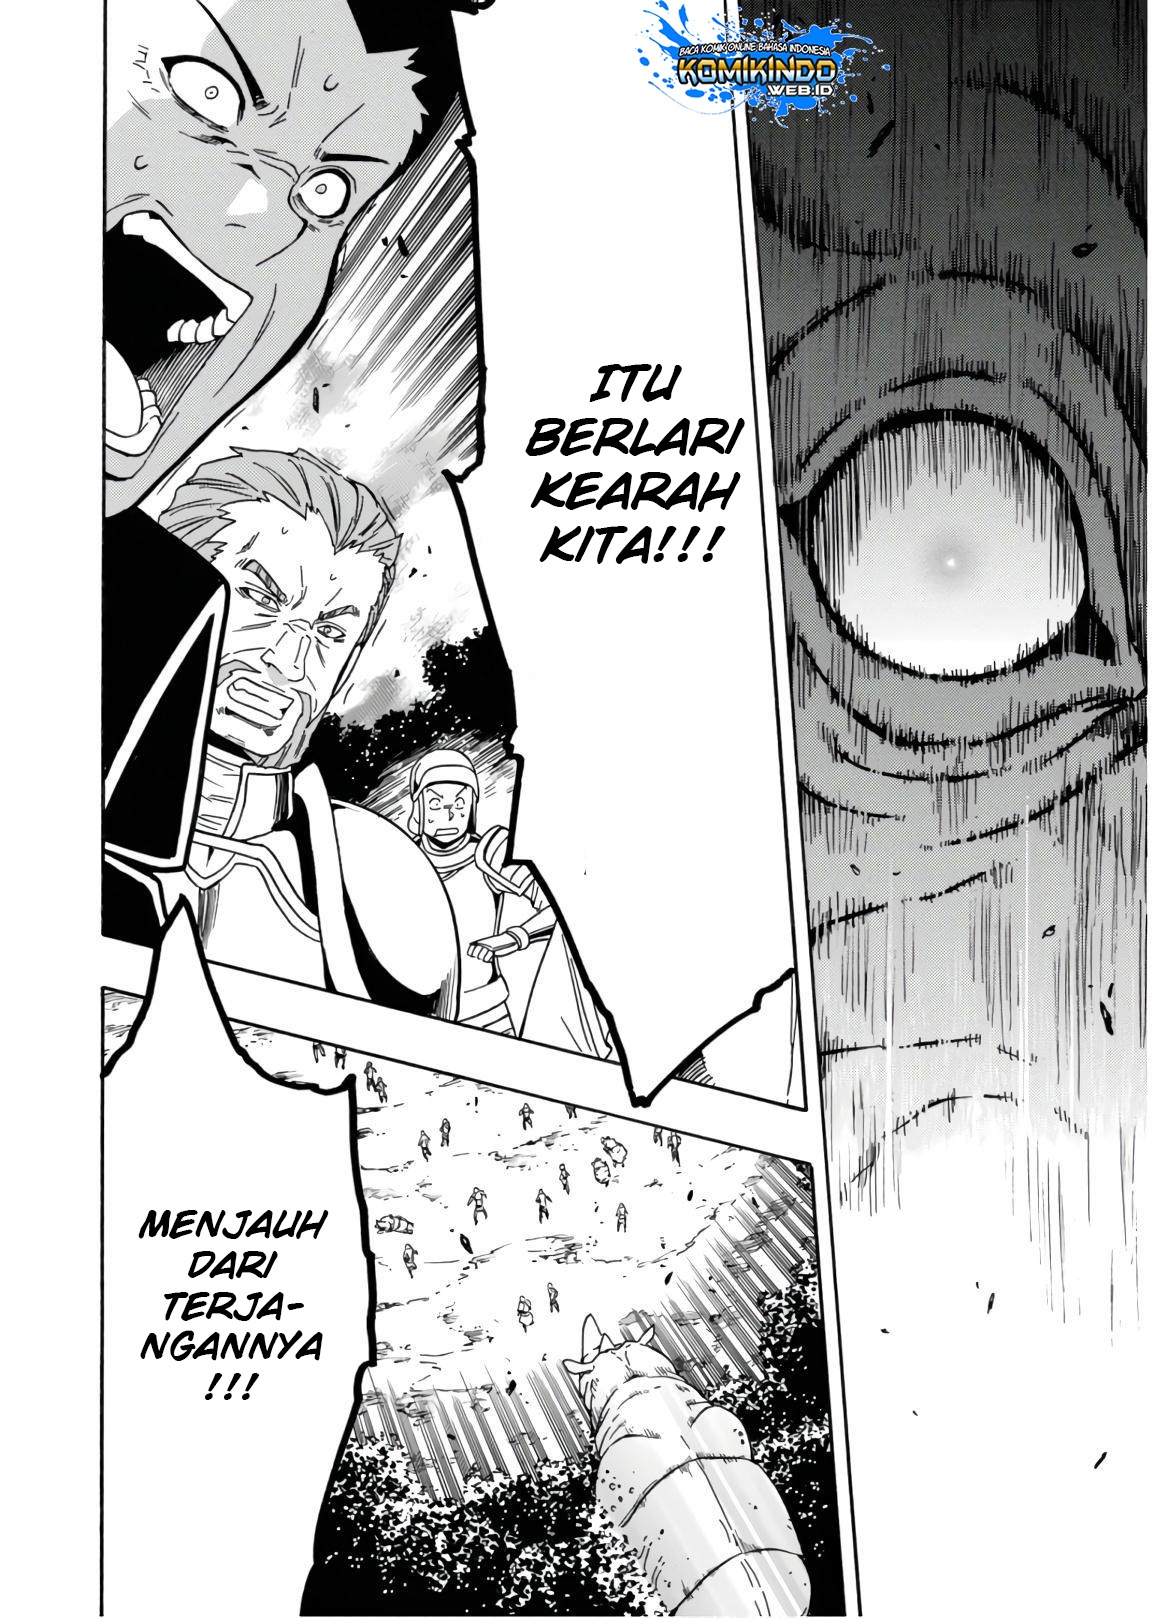 BACA KOMIK ONLINE BAHASA INDONESIA
KOMIKINDO
WEB.ID
ITU
BERLARI
KEARAH
KITA!!!
MENJAUH
DARI
TERJA-
NGANNYA
!!!